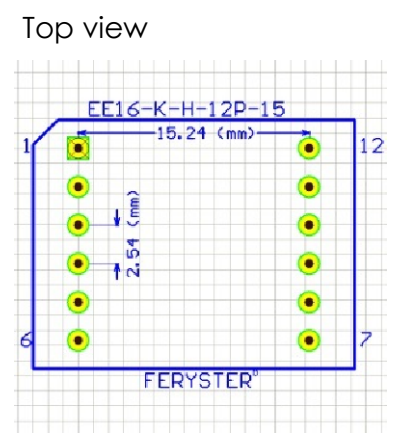 Top view
EE16-K-H-12P-15
15.24 (mm)
1
12
2.54 (mm)
6
7
FERYSTER®